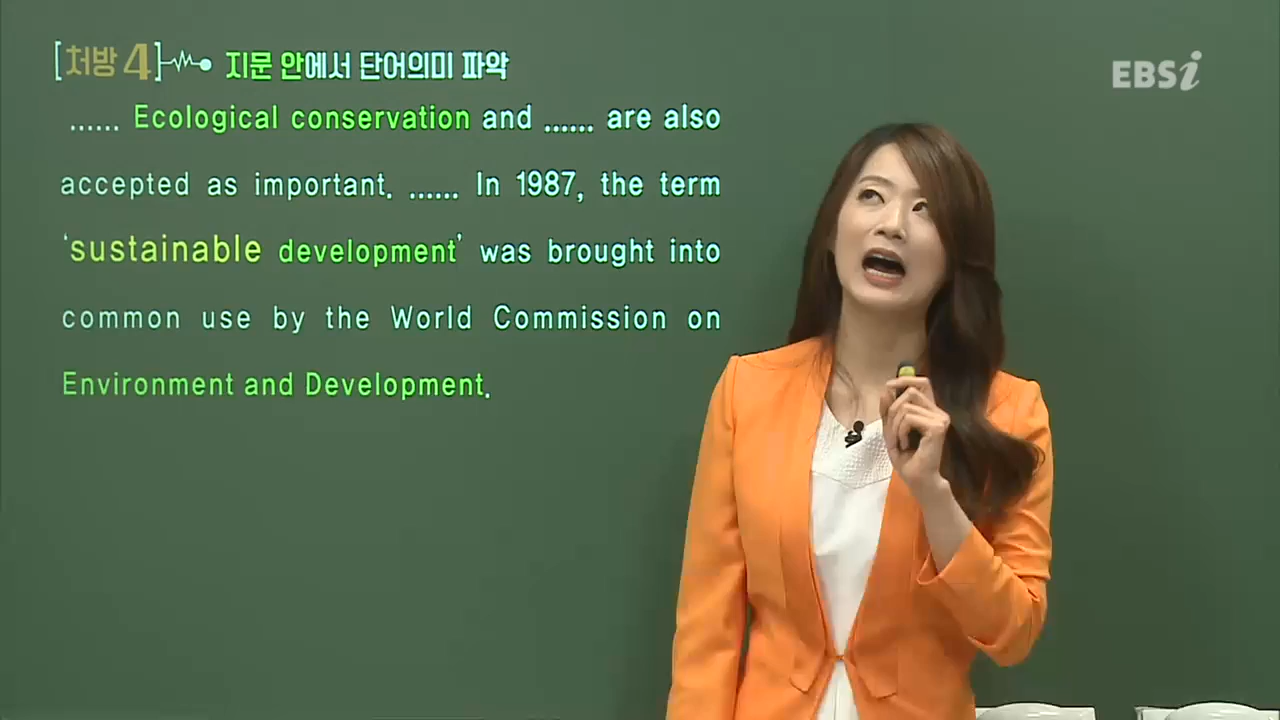 [처방 4] 지문 안에서 단어의미 파악
EBSi
...... Ecological conservation and ...... are also
accepted as important. ...... In 1987, the term
‘sustainable development’ was brought into
common use by the World Commission on
Environment and Development.